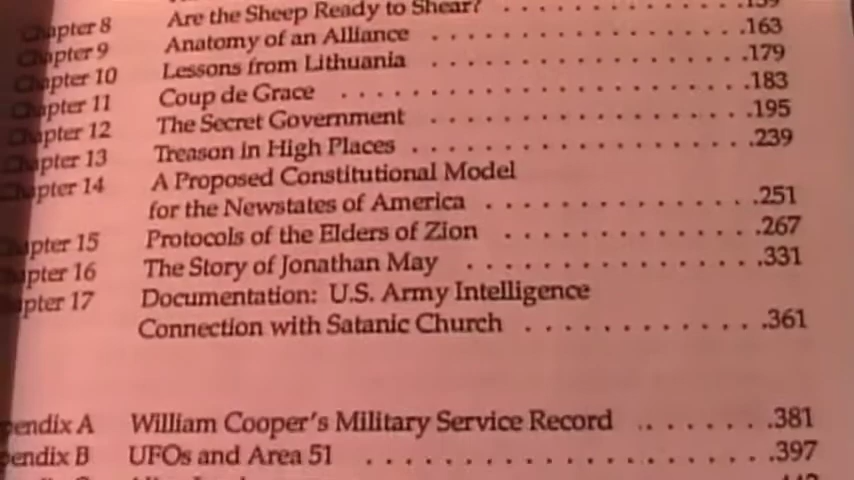 Chapter 8 Are the Sheep Ready to Shear? . . . . . . . . . . . . .159
Chapter 9 Anatomy of an Alliance . . . . . . . . . . . . . . . .163
Chapter 10 Lessons from Lithuania . . . . . . . . . . . . . . . .179
Chapter 11 Coup de Grace . . . . . . . . . . . . . . . . . . . .183
Chapter 12 The Secret Government . . . . . . . . . . . . . . . .195
Chapter 13 Treason in High Places . . . . . . . . . . . . . . . .239
Chapter 14 A Proposed Constitutional Model
for the Newstates of America . . . . . . . . . . . . .251
apter 15 Protocols of the Elders of Zion . . . . . . . . . . . .267
apter 16 The Story of Jonathan May . . . . . . . . . . . . . .331
pter 17 Documentation: U.S. Army Intelligence
Connection with Satanic Church . . . . . . . . . . .361
endix A William Cooper's Military Service Record . . . . . .381
endix B UFOs and Area 51 . . . . . . . . . . . . . . . . . .397